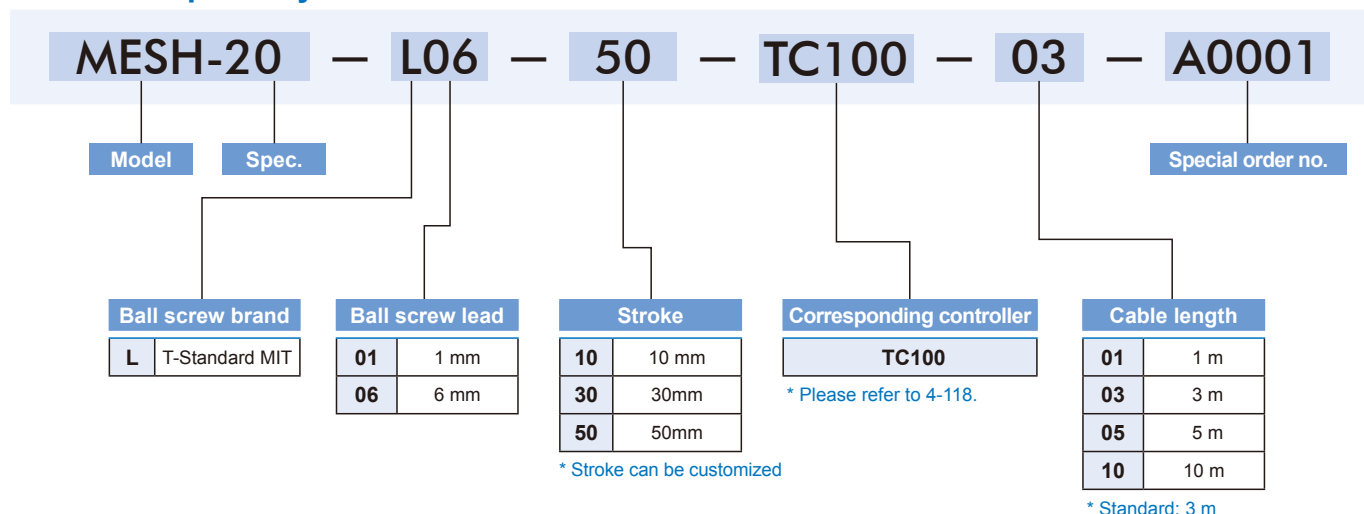 MESH-20 — L06 — 50 — TC100 — 03 — A0001
Model Spec. Special order no.
Ball screw brand
L T-Standard MIT
Ball screw lead
01 1 mm
06 6 mm
Stroke
10 10 mm
30 30mm
50 50mm
* Stroke can be customized
Corresponding controller
TC100
* Please refer to 4-118.
Cable length
01 1 m
03 3 m
05 5 m
10 10 m
* Standard: 3 m